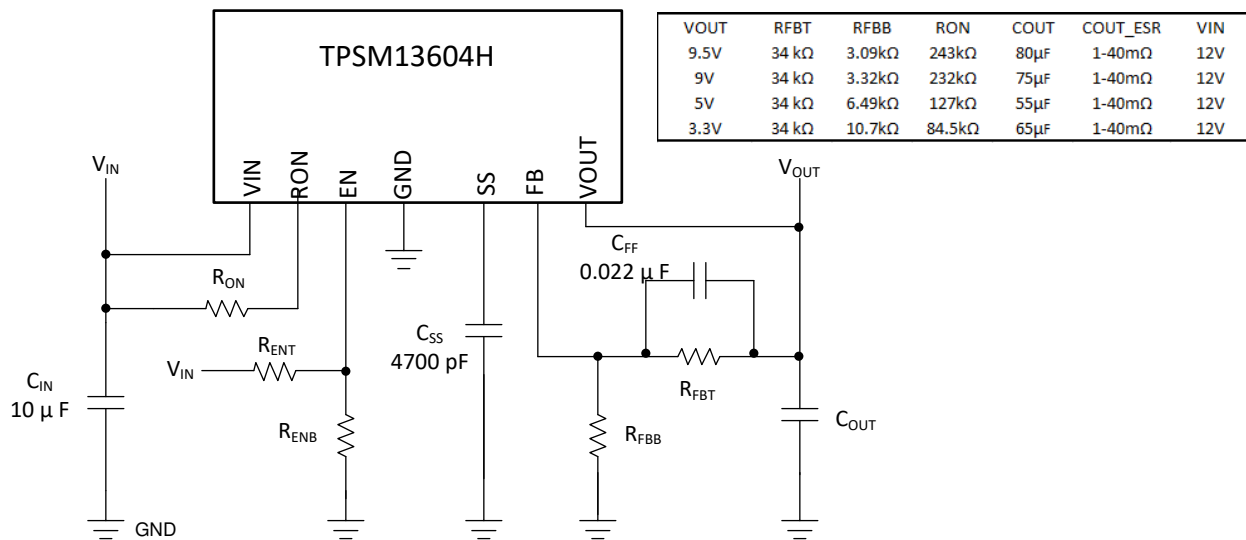 TPSM13604H
VIN
RON
EN
GND
SS
FB
VOUT
VOUT RFBT RFBB RON COUT COUT_ESR VIN
9.5V 34 kΩ 3.09kΩ 243kΩ 80µF 1-40mΩ 12V
9V 34 kΩ 3.32kΩ 232kΩ 75µF 1-40mΩ 12V
5V 34 kΩ 6.49kΩ 127kΩ 55µF 1-40mΩ 12V
3.3V 34 kΩ 10.7kΩ 84.5kΩ 65µF 1-40mΩ 12V
VIN
VOUT
CFF
0.022 µ F
RON
CSS
4700 pF
RENT
VIN
CIN
10 µ F
RFBT
RENB
RFBB
COUT
GND